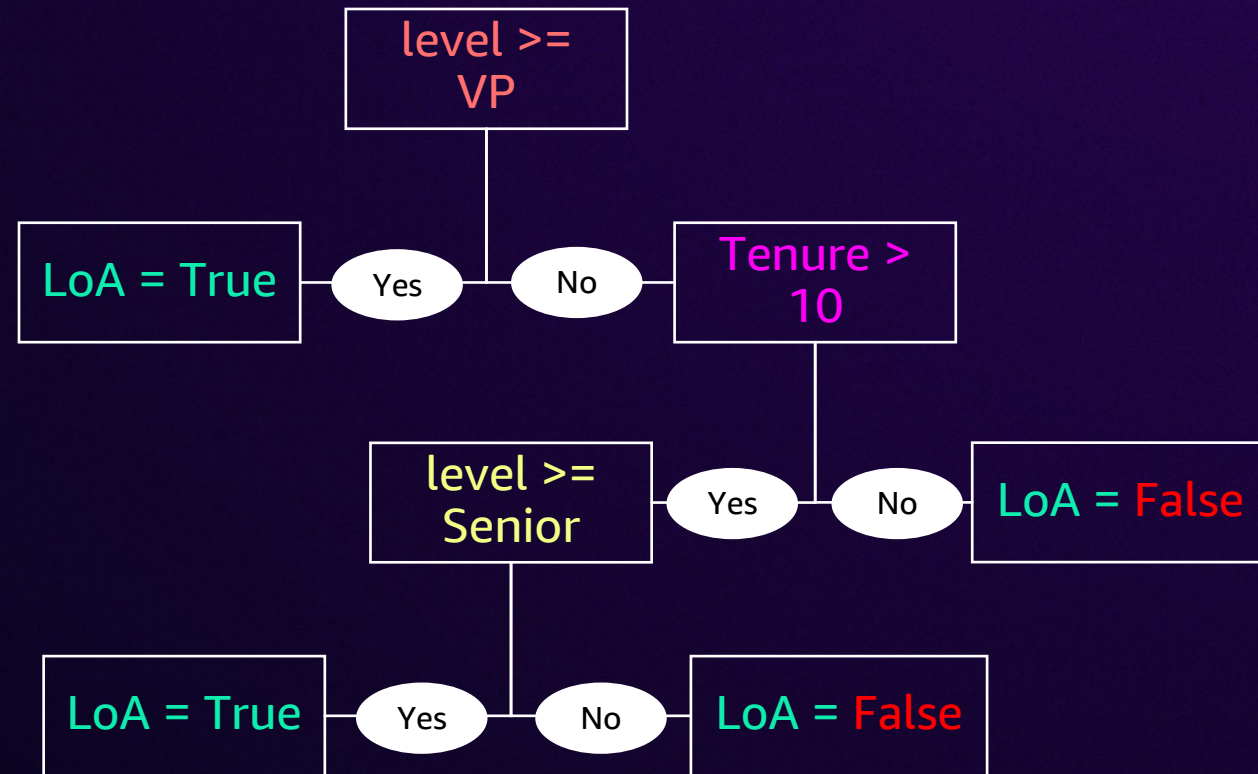 level >=
VP
LoA = True
Yes
No
Tenure >
10
level >=
Senior
Yes
No
LoA = False
LoA = True
Yes
No
LoA = False